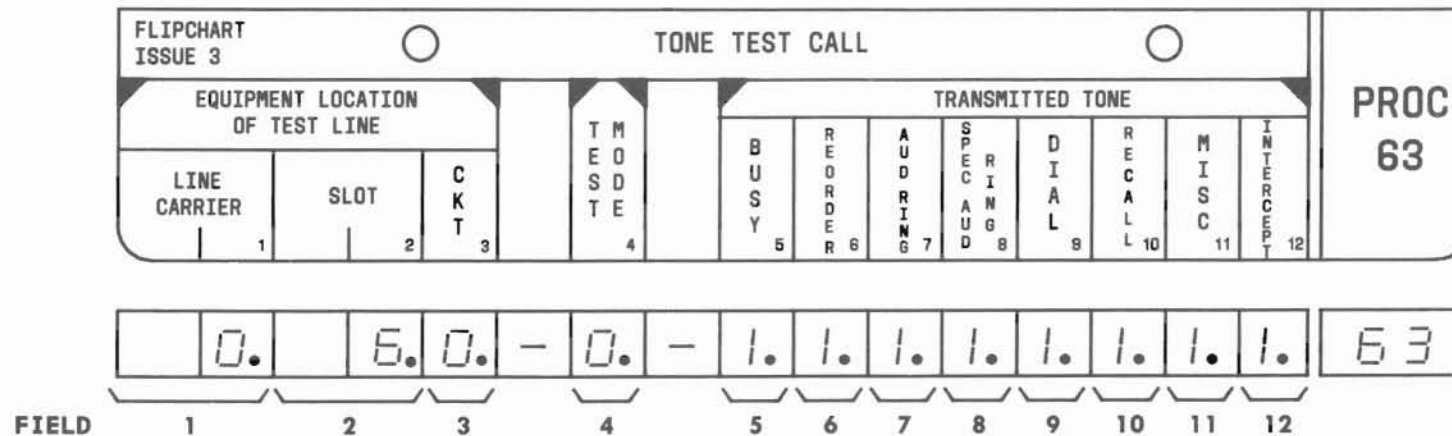 FLIPCHART
ISSUE 3
TONE TEST CALL
PROC
63
EQUIPMENT LOCATION
OF TEST LINE
LINE
CARRIER
1
SLOT
2
CKT
3
TEST
MODE
4
TRANSMITTED TONE
BUSY
5
REORDER
6
AUD RING
7
SPEC AUD
RING
8
DIAL
9
RECALL
10
MISC
11
INTERCEPT
12
0. 6. 0. – 0. – 1. 1. 1. 1. 1. 1. 1. 1. 63
FIELD 1 2 3 4 5 6 7 8 9 10 11 12